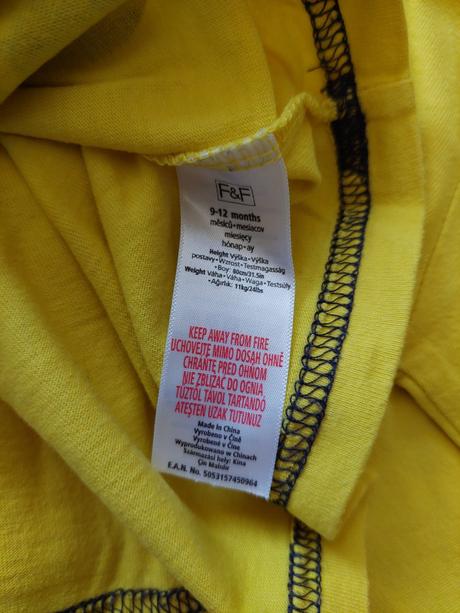 F&F
9-12 months
měsíců•mesiacov
miesięcy
hónap•ay
Height Výška•Výška
postavy•Wzrost•Testmagasság
•Boy: 80cm/31.5in
Weight Váha•Váha•Waga•Testsúly
•Ağırlık: 11kg/24lbs
KEEP AWAY FROM FIRE
UCHOVEJTE MIMO DOSAH OHNĚ
CHRÁŇTE PRED OHŇOM
NIE ZBLIŻAĆ DO OGNIA
TŰZTŐL TÁVOL TARTANDÓ
ATEŞTEN UZAK TUTUNUZ
Made In China
Vyrobeno v Číně
Vyrobené v Číne
Wyprodukowano w Chinach
Származási hely: Kína
Çin Malıdır
E.A.N. No. 5053157450964